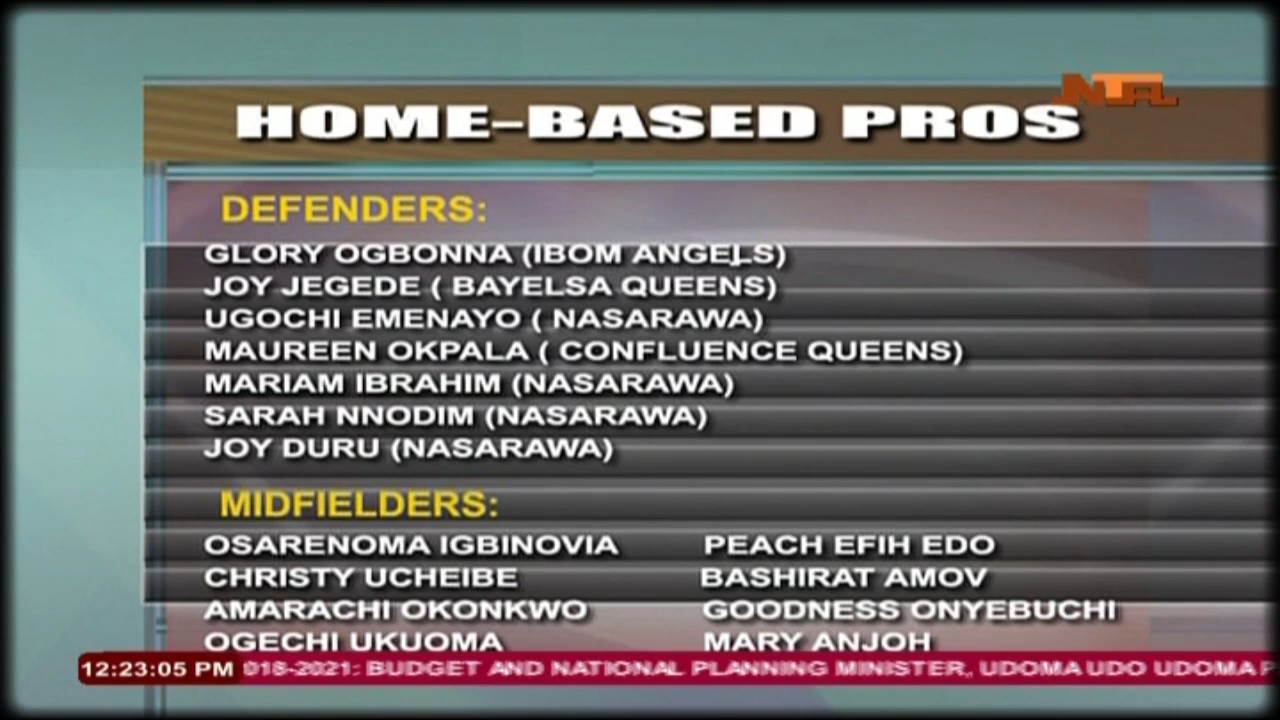 NTA
HOME-BASED PROS
DEFENDERS:
GLORY OGBONNA (IBOM ANGELS)
JOY JEGEDE ( BAYELSA QUEENS)
UGOCHI EMENAYO ( NASARAWA)
MAUREEN OKPALA ( CONFLUENCE QUEENS)
MARIAM IBRAHIM (NASARAWA)
SARAH NNODIM (NASARAWA)
JOY DURU (NASARAWA)
MIDFIELDERS:
OSARENOMA IGBINOVIA PEACH EFIH EDO
CHRISTY UCHEIBE BASHIRAT AMOV
AMARACHI OKONKWO GOODNESS ONYEBUCHI
OGECHI UKUOMA MARY ANJOH
12:23:05 PM 018-2021: BUDGET AND NATIONAL PLANNING MINISTER, UDOMA UDO UDOMA P